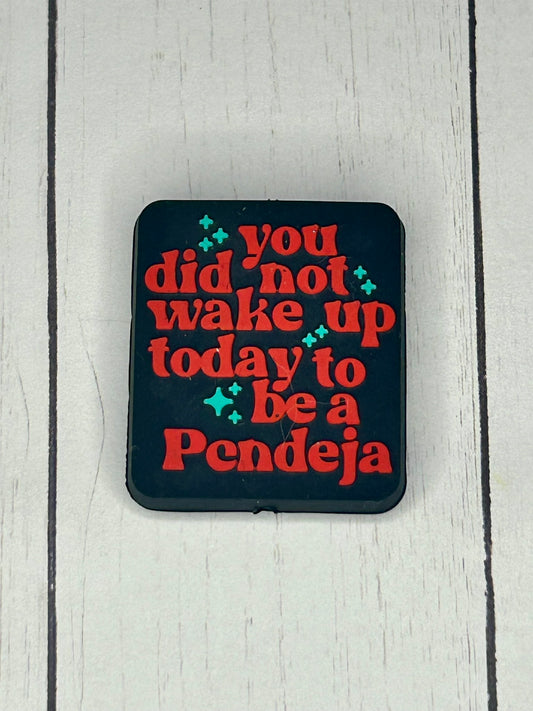 you
did not
wake up
today to
be a
Pendeja